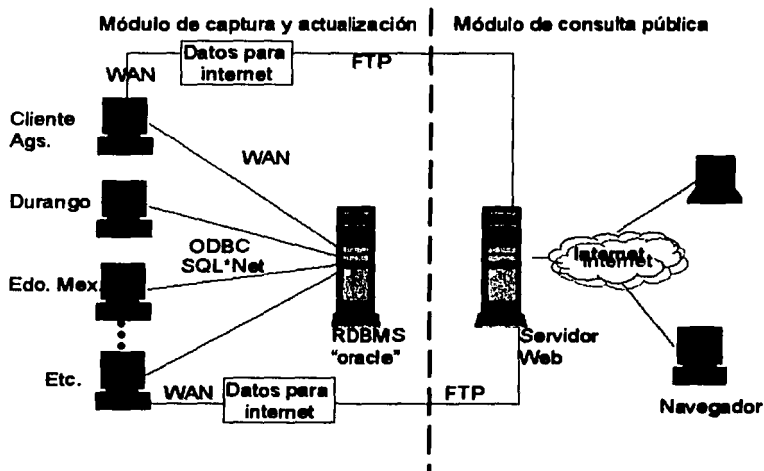 Módulo de captura y actualización
Módulo de consulta pública
Datos para
internet
WAN
FTP
Cliente
Ags.
WAN
Durango
ODBC
SQL*Net
Edo. Mex.
Internet
Internet
RDBMS
"oracle"
Servidor
Web
Etc.
WAN
Datos para
internet
FTP
Navegador